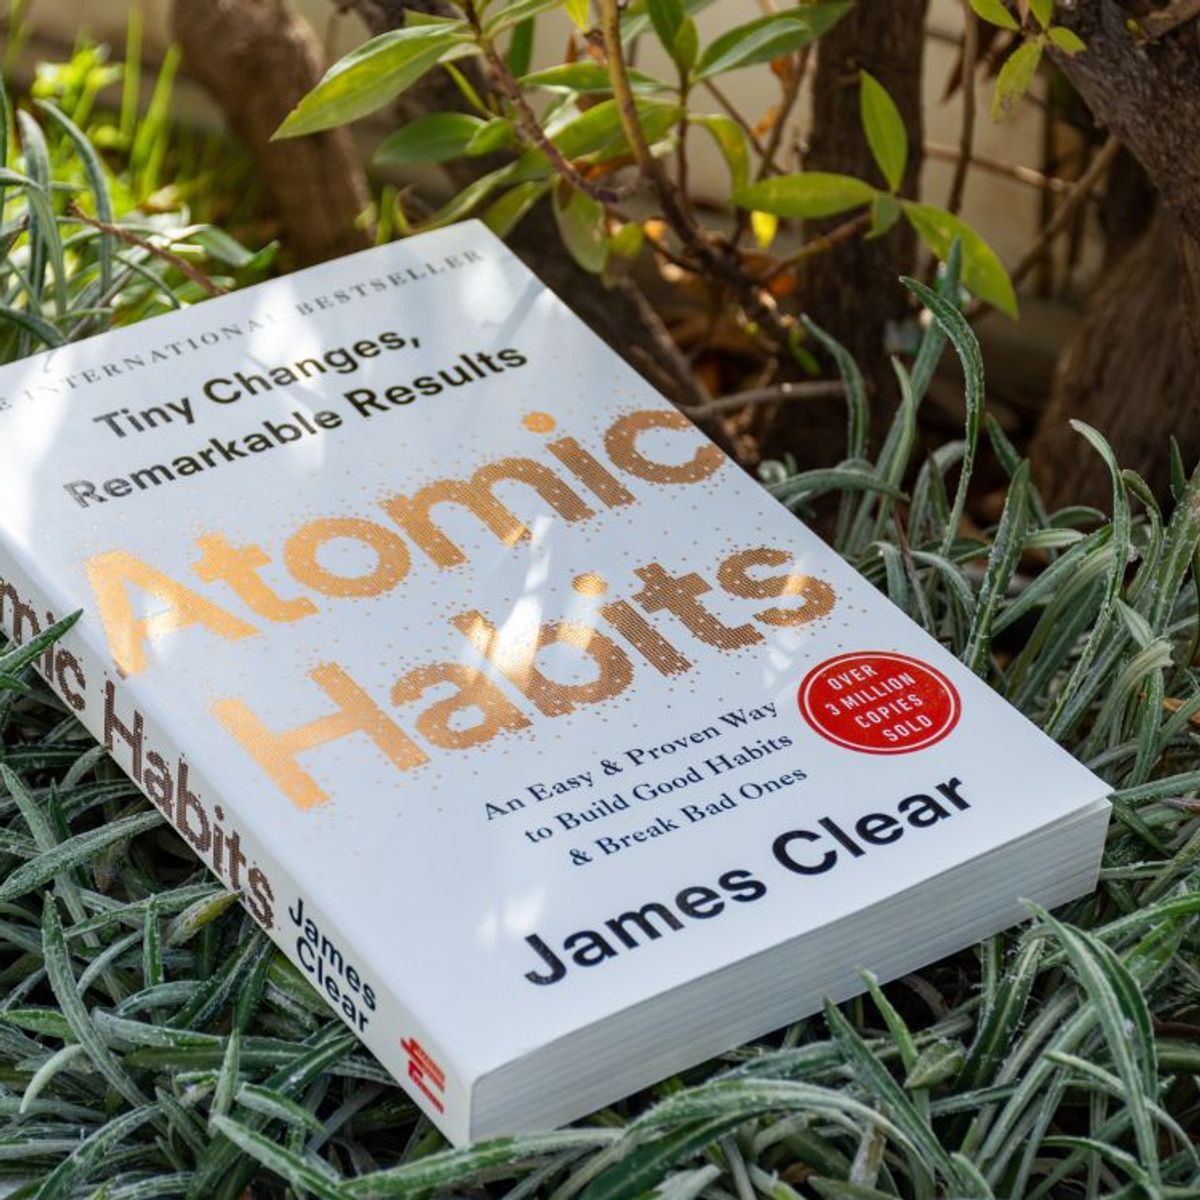 INTERNATIONAL BESTSELLER
Tiny Changes,
Remarkable Results
Atomic
Habits
An Easy & Proven Way
to Build Good Habits
& Break Bad Ones
OVER
3 MILLION
COPIES
SOLD
James Clear
Habits
James
Clear